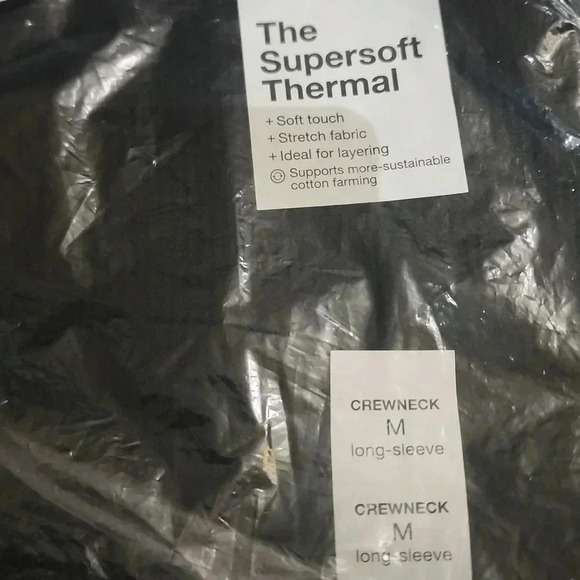 The
Supersoft
Thermal
+ Soft touch
+ Stretch fabric
+ Ideal for layering
Supports more-sustainable
cotton farming
CREWNECK
M
long-sleeve
CREWNECK
M
long-sleeve